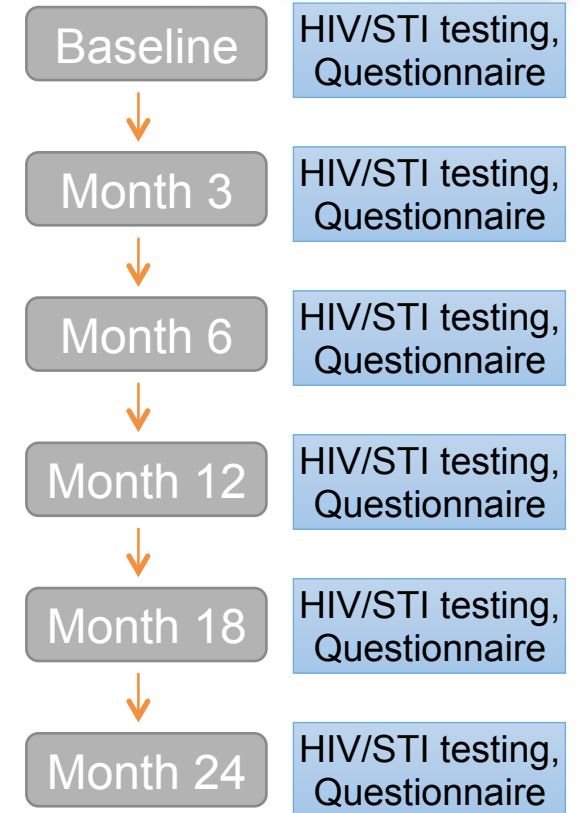 Baseline
HIV/STI testing,
Questionnaire
Month 3
HIV/STI testing,
Questionnaire
Month 6
HIV/STI testing,
Questionnaire
Month 12
HIV/STI testing,
Questionnaire
Month 18
HIV/STI testing,
Questionnaire
Month 24
HIV/STI testing,
Questionnaire